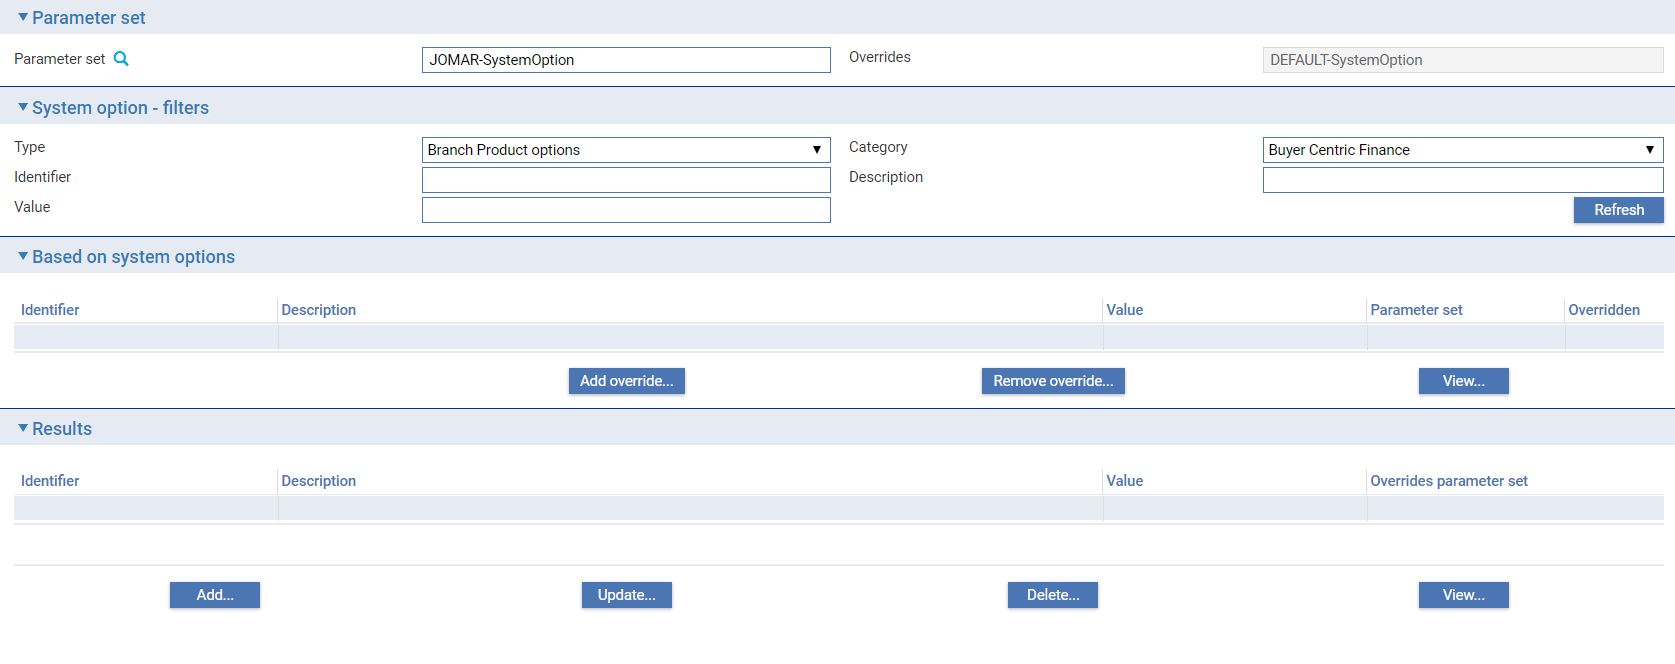 Parameter set
Parameter set JOMAR-SystemOption Overrides DEFAULT-SystemOption
System option - filters
Type Branch Product options Category Buyer Centric Finance
Identifier Description
Value Refresh
Based on system options
Identifier Description Value Parameter set Overridden
Add override... Remove override... View...
Results
Identifier Description Value Overrides parameter set
Add... Update... Delete... View...